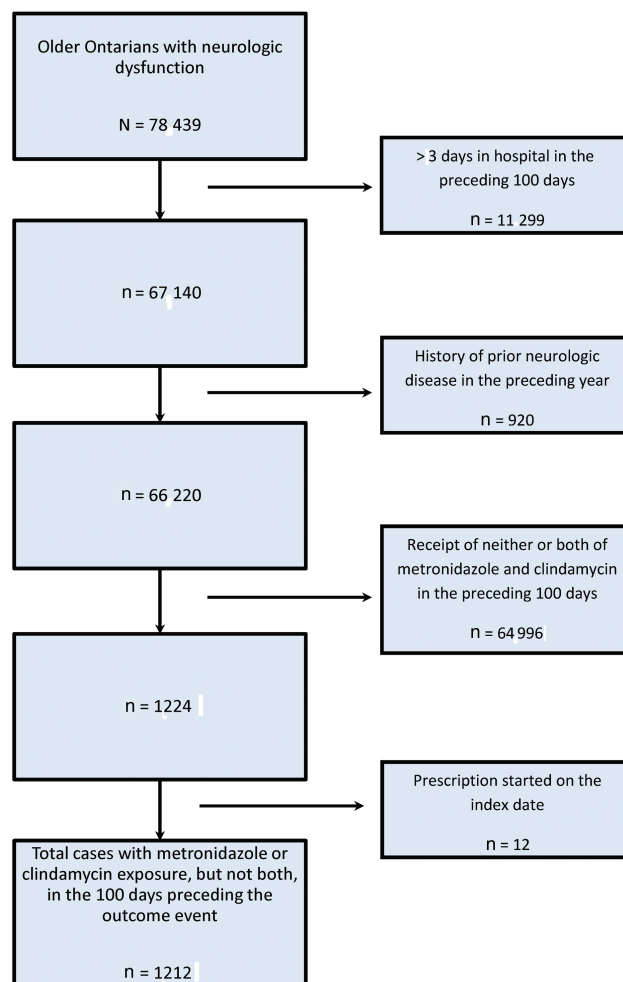 Older Ontarians with neurologic
dysfunction
N = 78 439
> 3 days in hospital in the
preceding 100 days
n = 11 299
n = 67 140
History of prior neurologic
disease in the preceding year
n = 920
n = 66 220
Receipt of neither or both of
metronidazole and clindamycin
in the preceding 100 days
n = 64 996
n = 1224
Prescription started on the
index date
n = 12
Total cases with metronidazole or
clindamycin exposure, but not both,
in the 100 days preceding the
outcome event
n = 1212